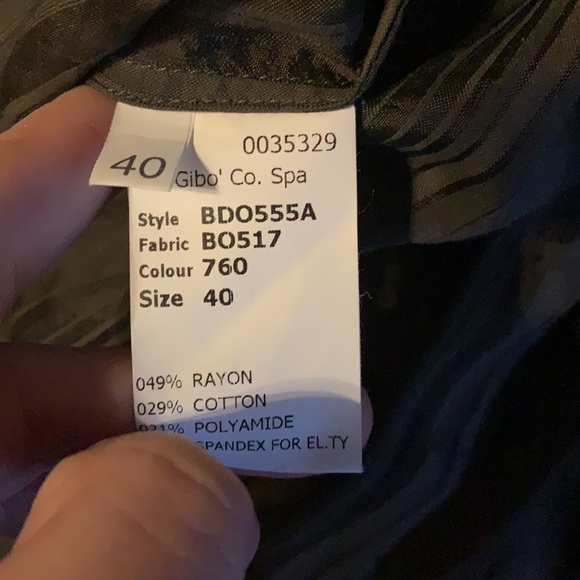 40
0035329
Gibo' Co. Spa
Style BDO555A
Fabric BO517
Colour 760
Size 40
049% RAYON
029% COTTON
021% POLYAMIDE
SPANDEX FOR EL.TY